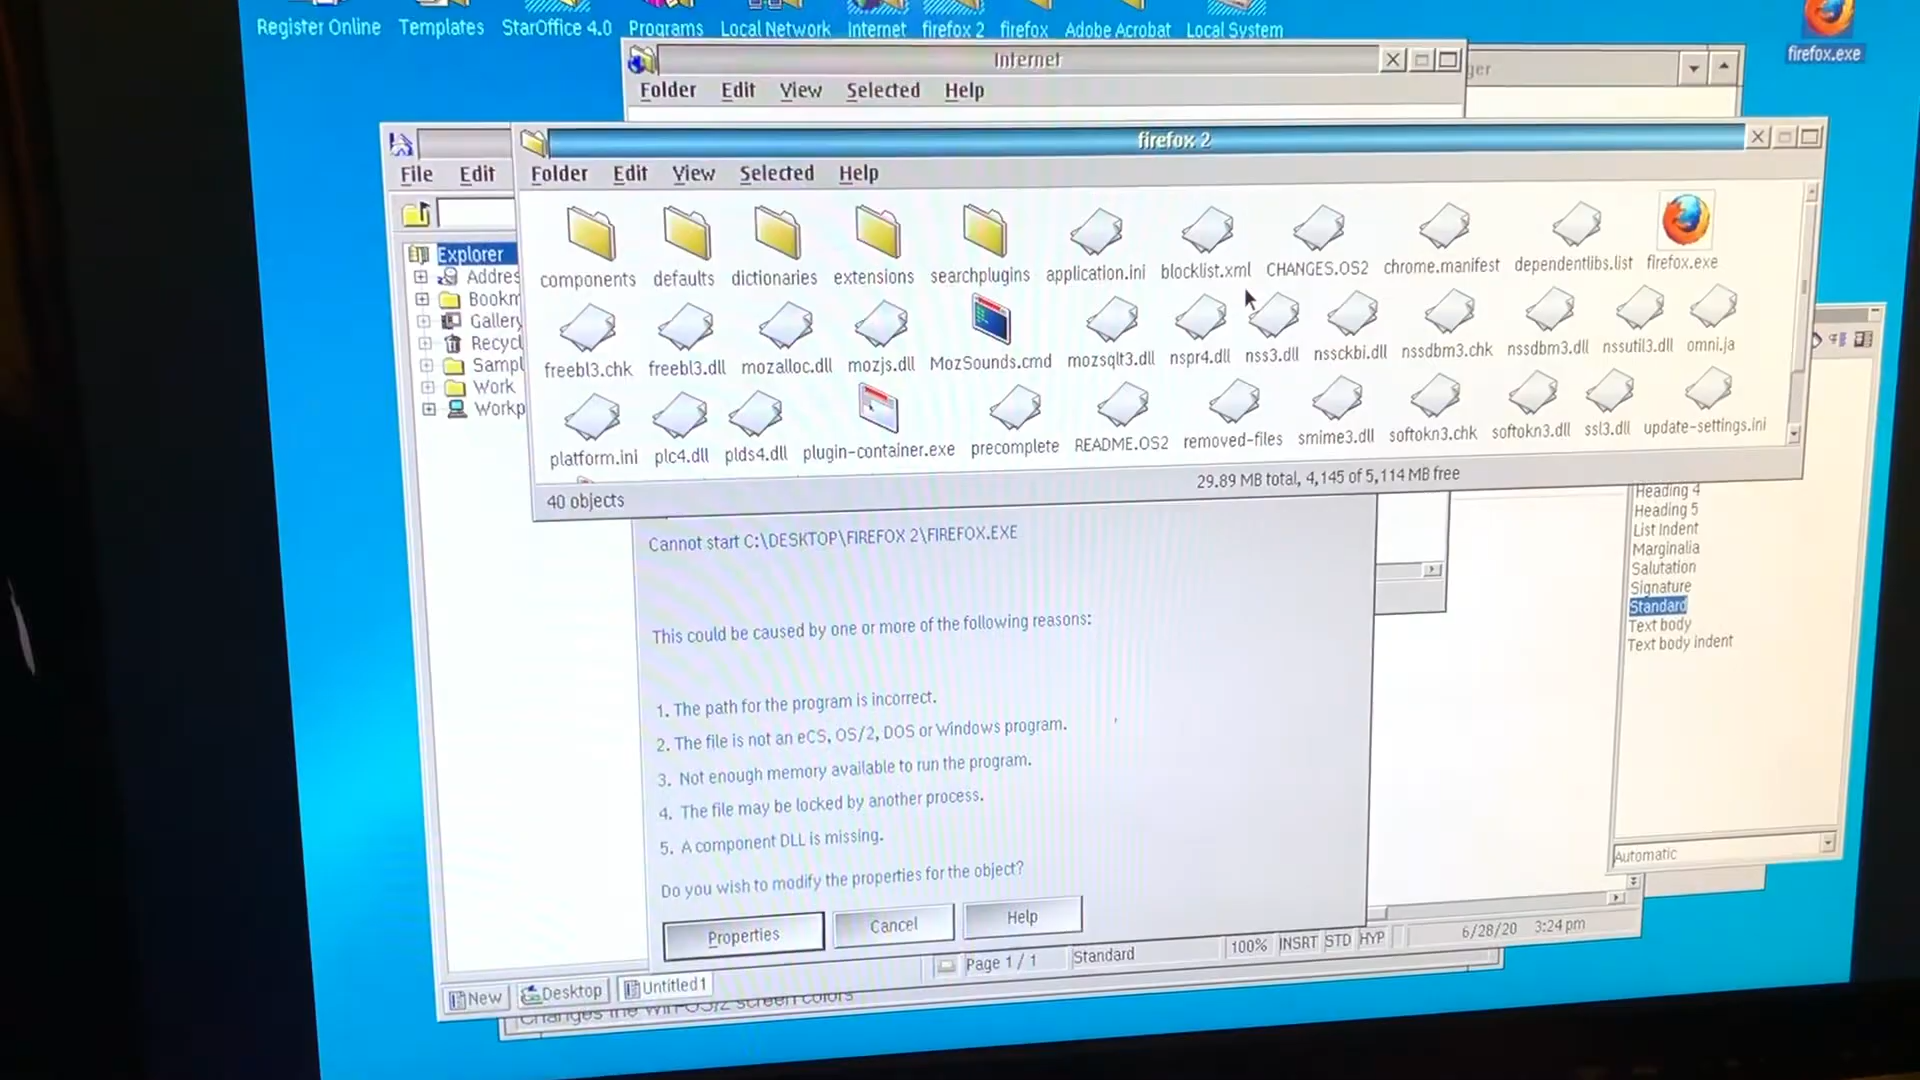 Register Online
Templates
StarOffice 4.0
Programs
Local Network
Internet
firefox 2
firefox
Adobe Acrobat
Local System
firefox.exe
Internet
Folder Edit View Selected Help
ger
File Edit
firefox 2
Folder Edit View Selected Help
components defaults dictionaries extensions searchplugins application.ini blocklist.xml CHANGES.OS2 chrome.manifest dependentlibs.list firefox.exe
freebl3.chk freebl3.dll mozalloc.dll mozjs.dll MozSounds.cmd mozsqlt3.dll nspr4.dll nss3.dll nssckbi.dll nssdbm3.chk nssdbm3.dll nssutil3.dll omni.ja
platform.ini plc4.dll plds4.dll plugin-container.exe precomplete README.OS2 removed-files smime3.dll softokn3.chk softokn3.dll ssl3.dll update-settings.ini
40 objects
29.89 MB total, 4,145 of 5,114 MB free
Explorer
Addres
Bookm
Gallery
Recycl
Sampl
Work
Workp
Cannot start C:\DESKTOP\FIREFOX 2\FIREFOX.EXE
This could be caused by one or more of the following reasons:
1. The path for the program is incorrect.
2. The file is not an eCS, OS/2, DOS or Windows program.
3. Not enough memory available to run the program.
4. The file may be locked by another process.
5. A component DLL is missing.
Do you wish to modify the properties for the object?
Properties Cancel Help
Heading 4
Heading 5
List Indent
Marginalia
Salutation
Signature
Standard
Text body
Text body indent
Automatic
Page 1 / 1
Standard
100% INSRT STD HYP
6/28/20 3:24 pm
New Desktop Untitled1
Changes the WIN-OS/2 screen colors